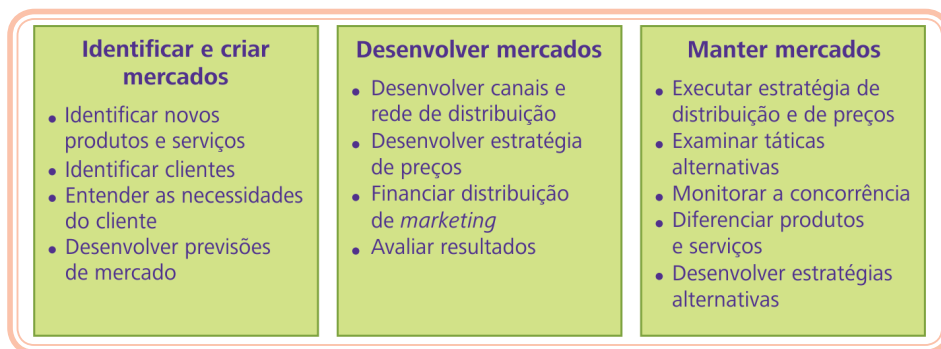 Identificar e criar
mercados
• Identificar novos
produtos e serviços
• Identificar clientes
• Entender as necessidades
do cliente
• Desenvolver previsões
de mercado
Desenvolver mercados
• Desenvolver canais e
rede de distribuição
• Desenvolver estratégia
de preços
• Financiar distribuição
de marketing
• Avaliar resultados
Manter mercados
• Executar estratégia de
distribuição e de preços
• Examinar táticas
alternativas
• Monitorar a concorrência
• Diferenciar produtos
e serviços
• Desenvolver estratégias
alternativas